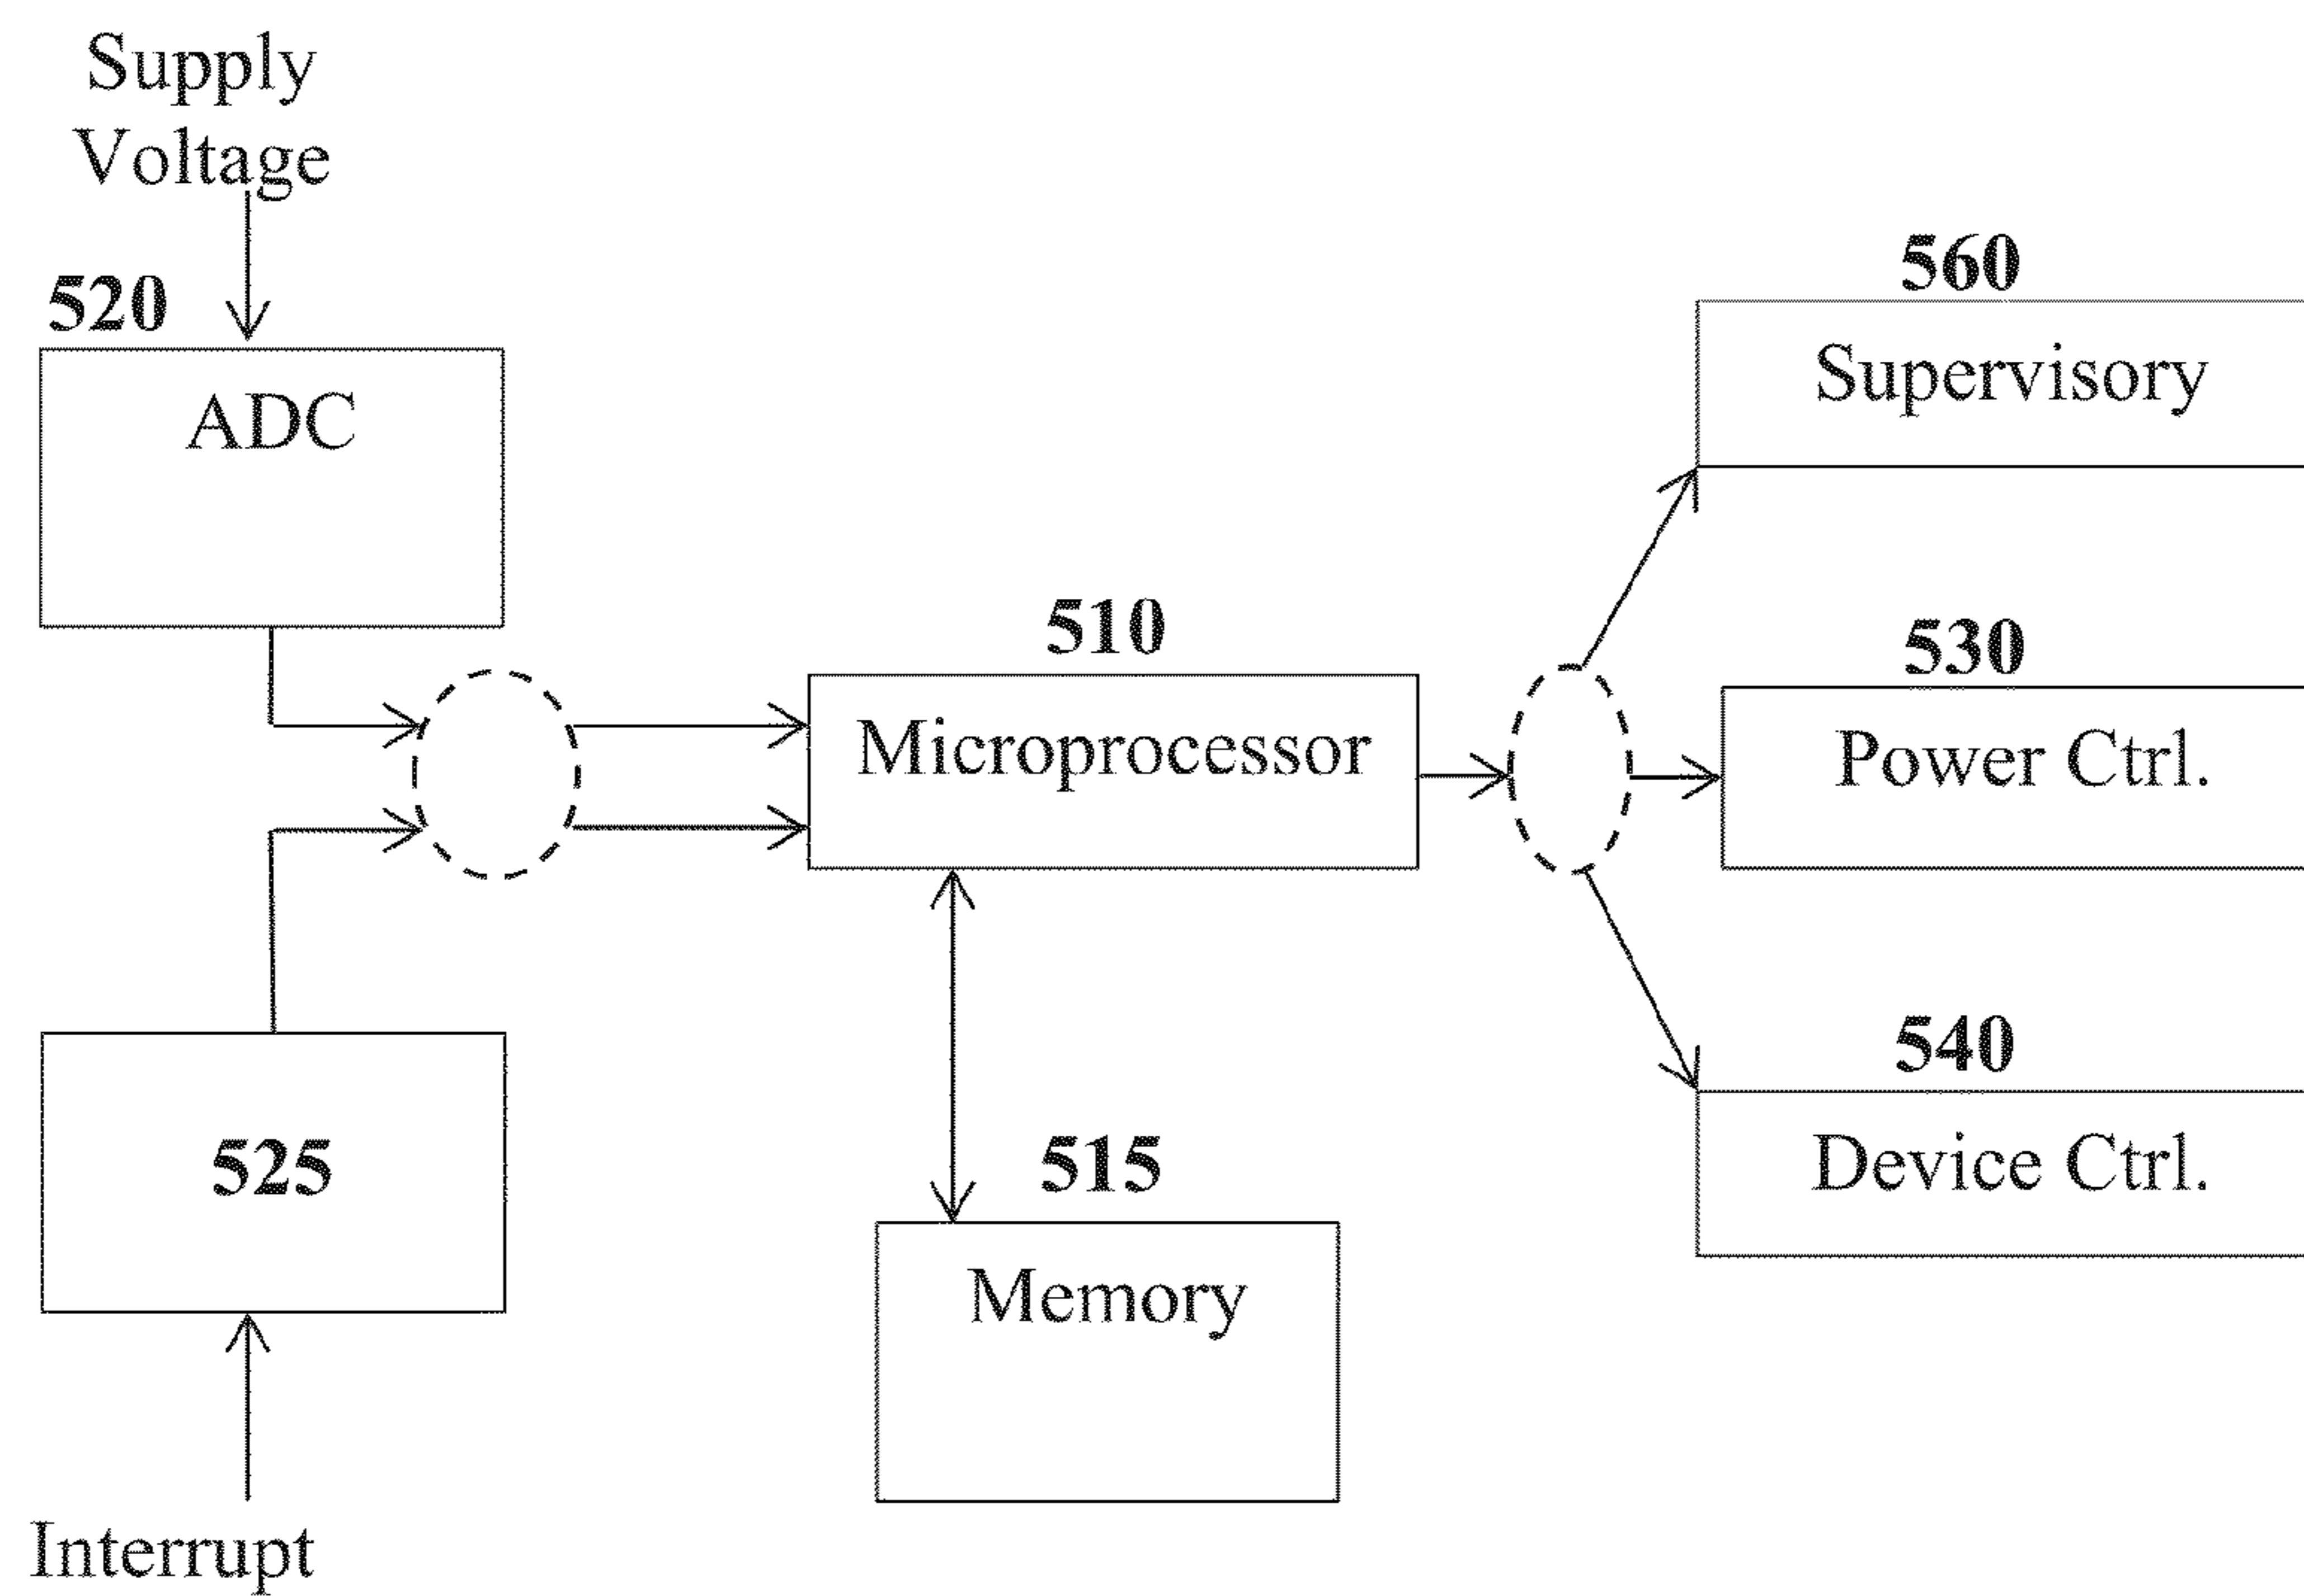 Supply
Voltage
520
ADC
525
Interrupt
510
Microprocessor
515
Memory
560
Supervisory
530
Power Ctrl.
540
Device Ctrl.